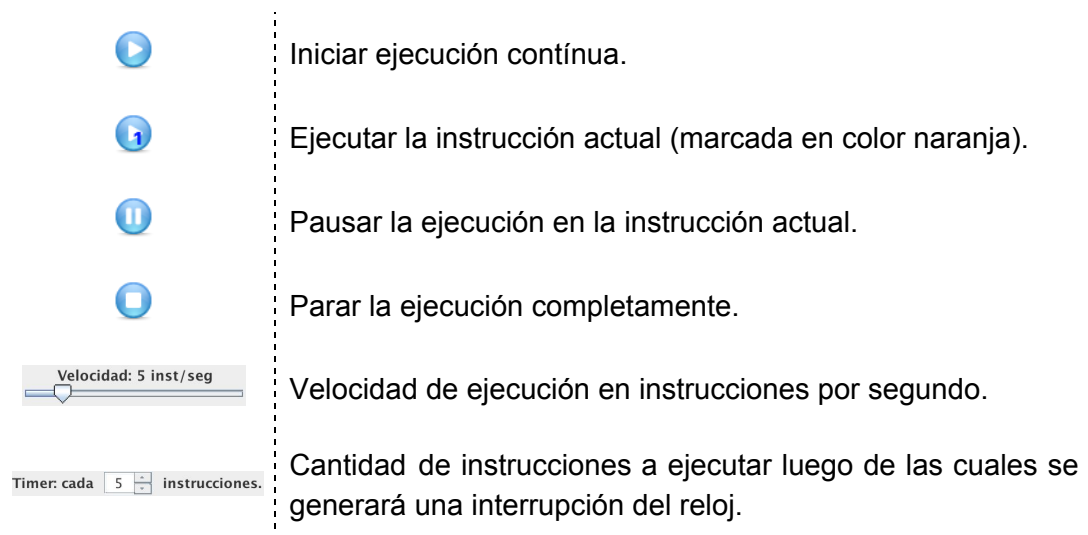 Iniciar ejecución contínua.
1
Ejecutar la instrucción actual (marcada en color naranja).
Pausar la ejecución en la instrucción actual.
Parar la ejecución completamente.
Velocidad: 5 inst/seg
Velocidad de ejecución en instrucciones por segundo.
Timer: cada 5 instrucciones.
Cantidad de instrucciones a ejecutar luego de las cuales se
generará una interrupción del reloj.